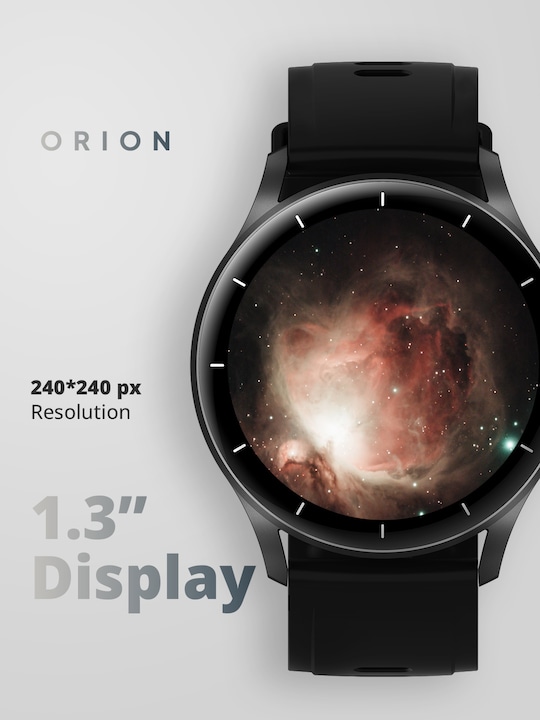 ORION
240*240 px
Resolution
1.3”
Display